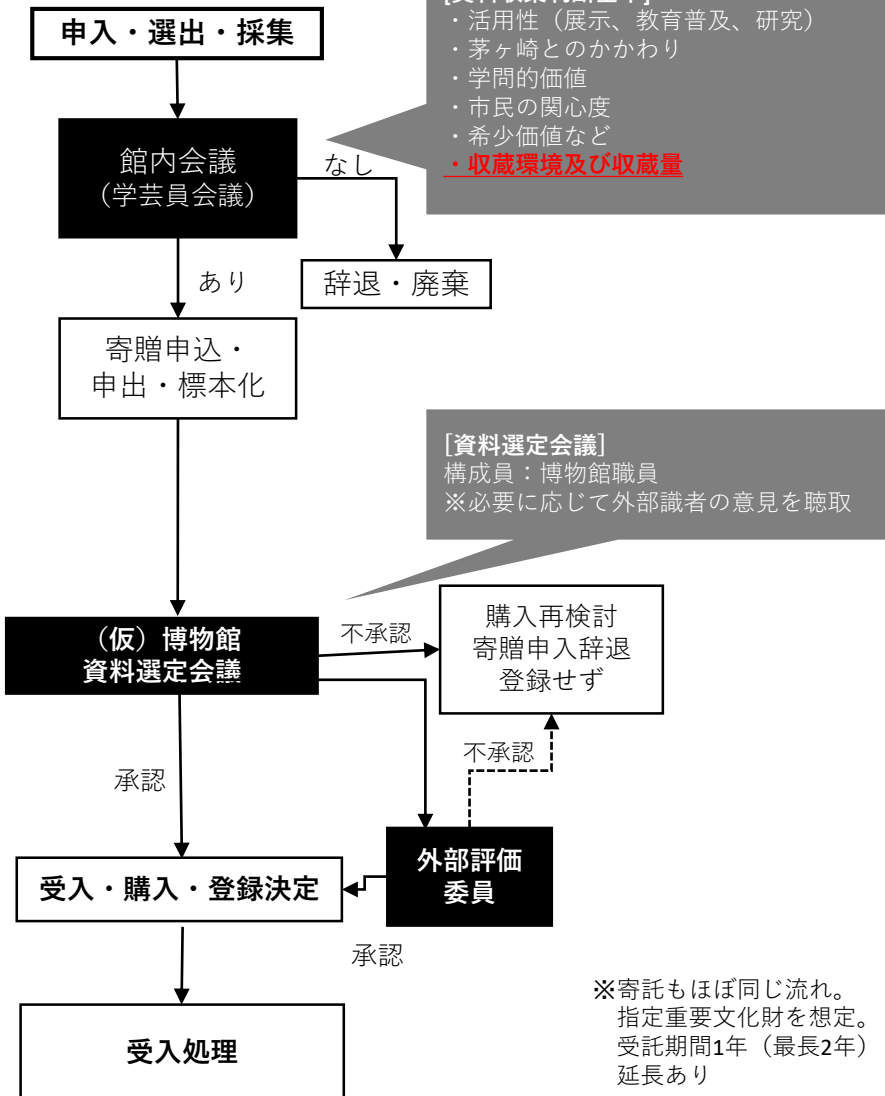 申入・選出・採集
・活用性（展示、教育普及、研究）
・茅ヶ崎とのかかわり
・学問的価値
・市民の関心度
・希少価値など
・収蔵環境及び収蔵量
館内会議
（学芸員会議）
なし
あり
辞退・廃棄
寄贈申込・
申出・標本化
[資料選定会議]
構成員：博物館職員
※必要に応じて外部識者の意見を聴取
（仮）博物館
資料選定会議
不承認
購入再検討
寄贈申入辞退
登録せず
不承認
承認
外部評価
委員
受入・購入・登録決定
承認
受入処理
※寄託もほぼ同じ流れ。
指定重要文化財を想定。
受託期間1年（最長2年）
延長あり